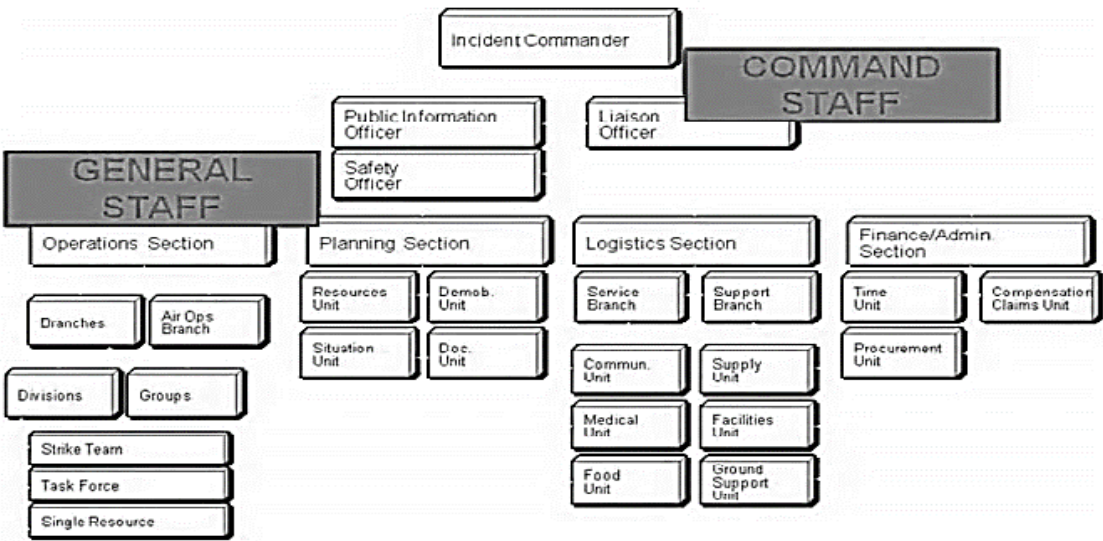 Incident Commander
COMMAND
STAFF
Public Information
Officer
Liaison
Officer
Safety
Officer
GENERAL
STAFF
Operations Section
Planning Section
Logistics Section
Finance/Admin.
Section
Branches
Air Ops
Branch
Divisions
Groups
Strike Team
Task Force
Single Resource
Resources
Unit
Demob.
Unit
Situation
Unit
Doc.
Unit
Service
Branch
Support
Branch
Commun.
Unit
Supply
Unit
Medical
Unit
Facilities
Unit
Food
Unit
Ground
Support
Unit
Time
Unit
Compensation
Claims Unit
Procurement
Unit